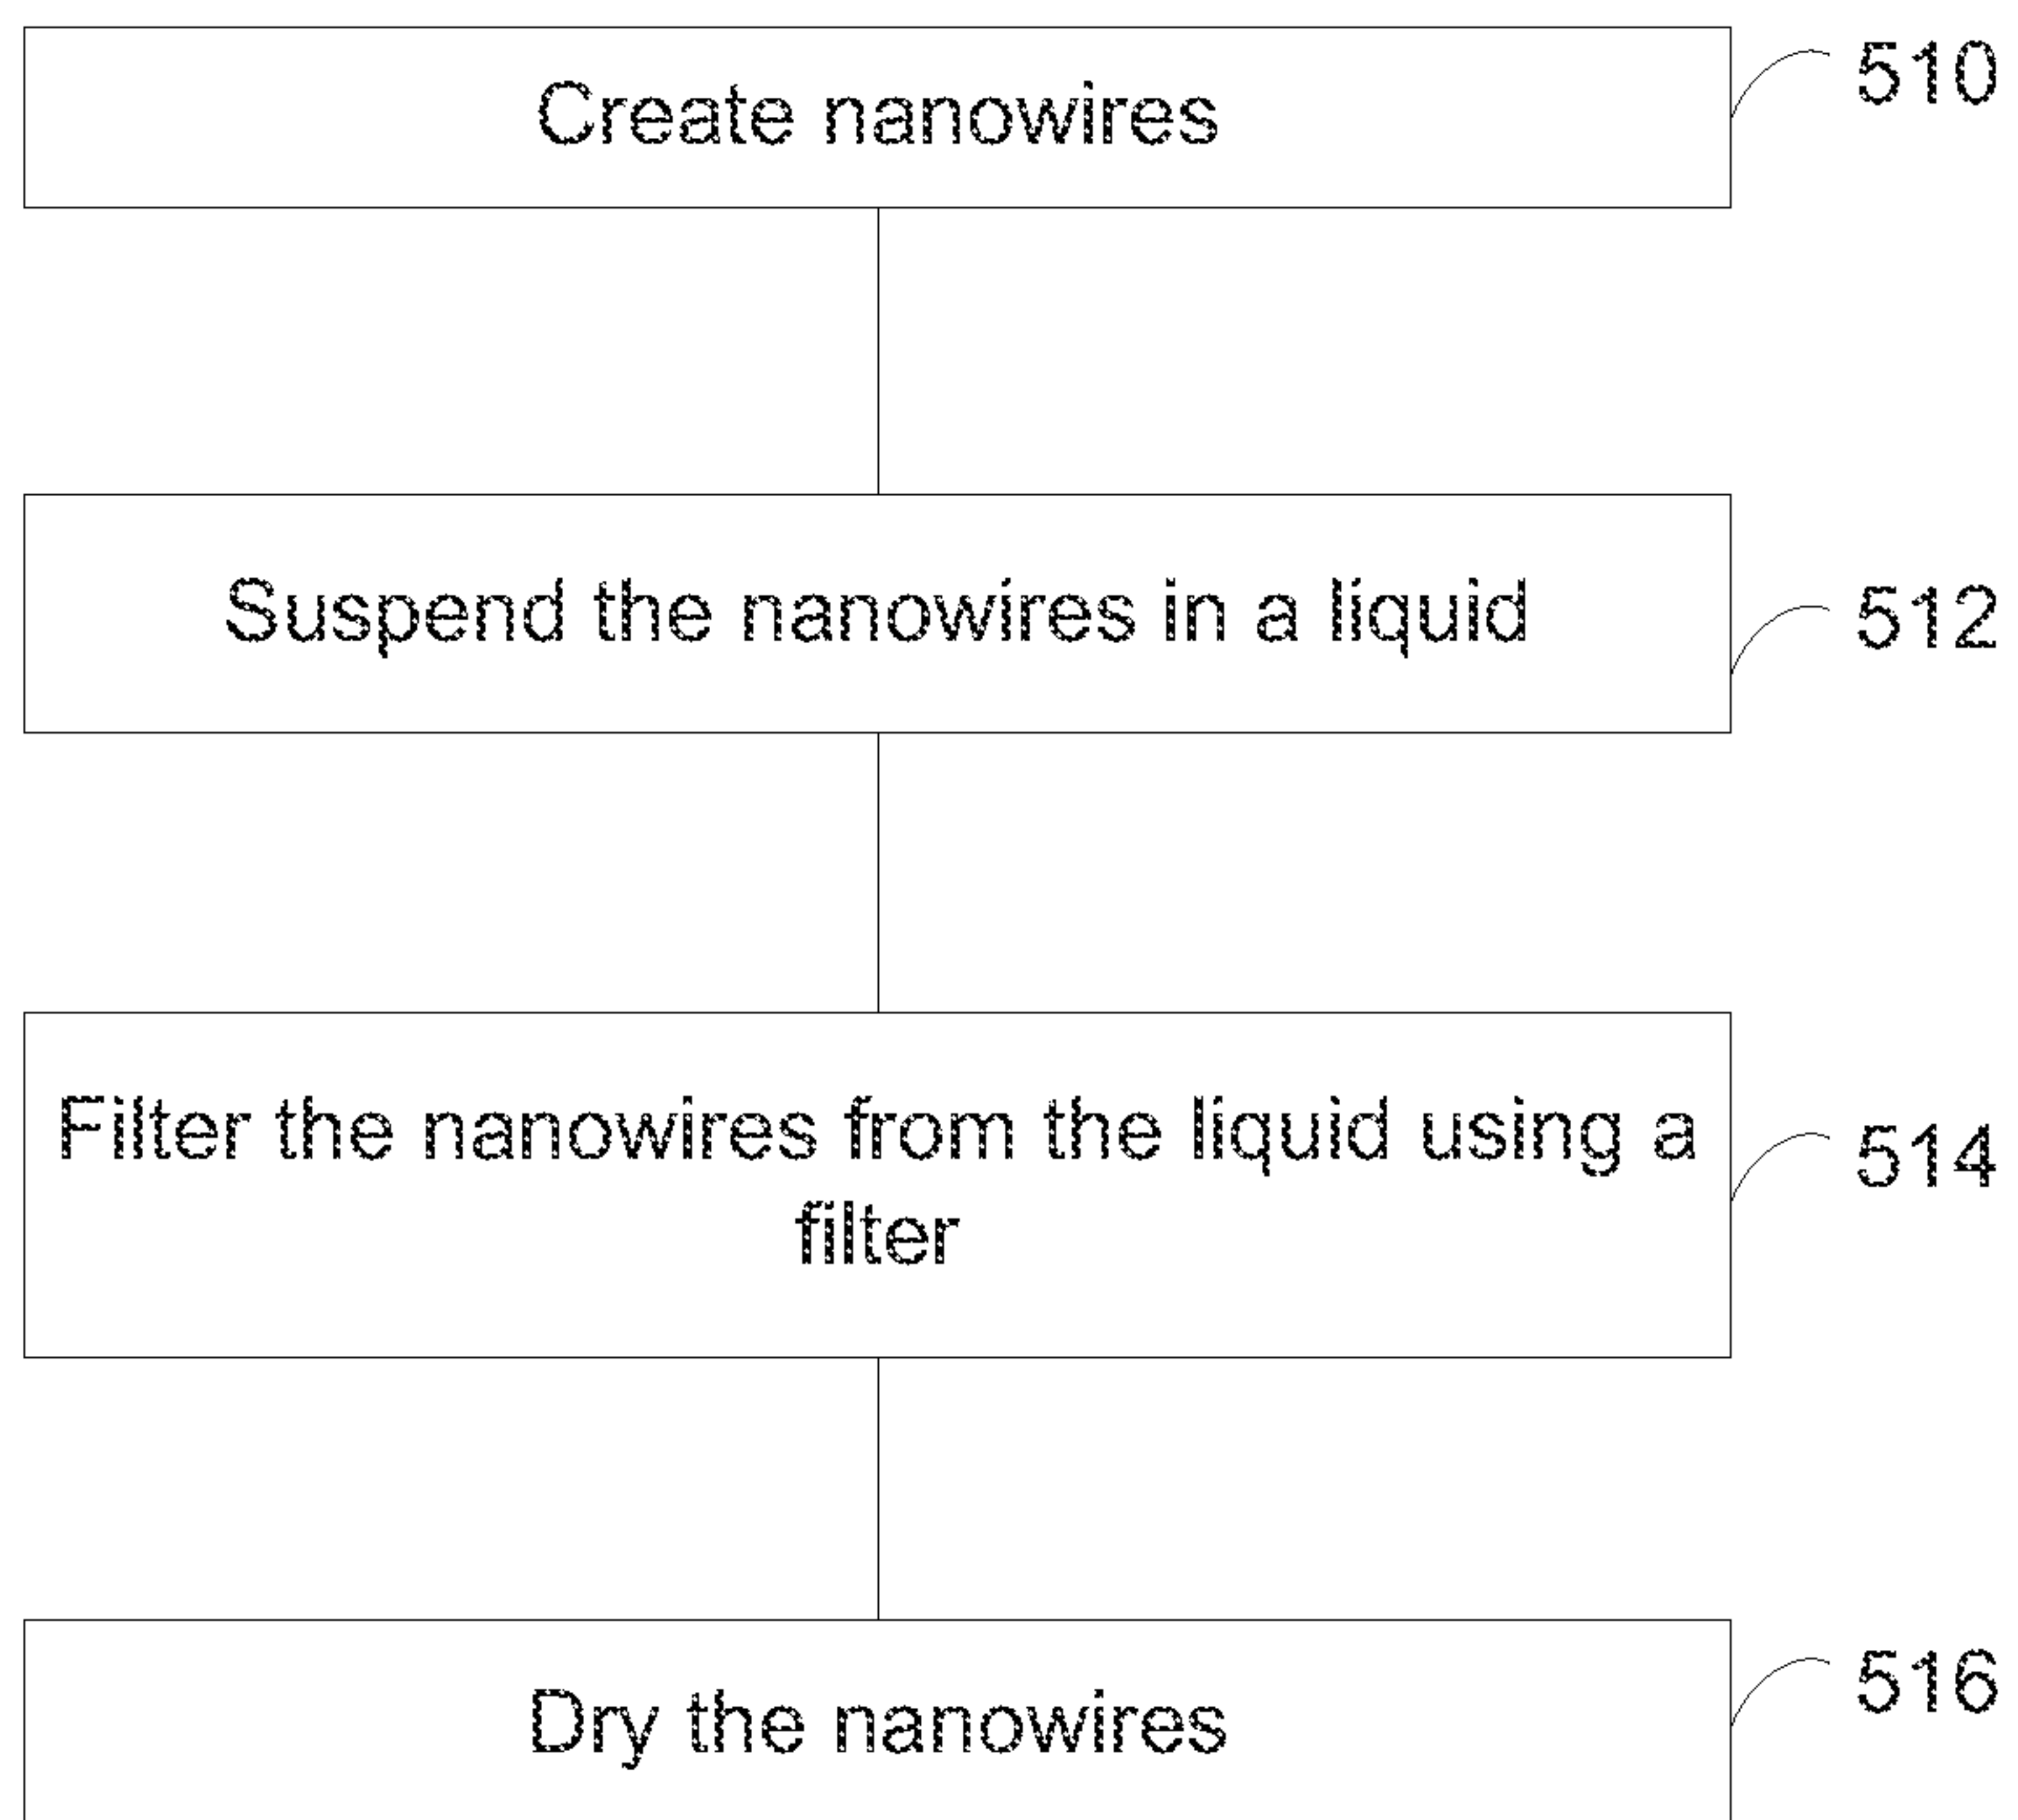 Create nanowires
510
Suspend the nanowires in a liquid
512
Filter the nanowires from the liquid using a
filter
514
Dry the nanowires
516